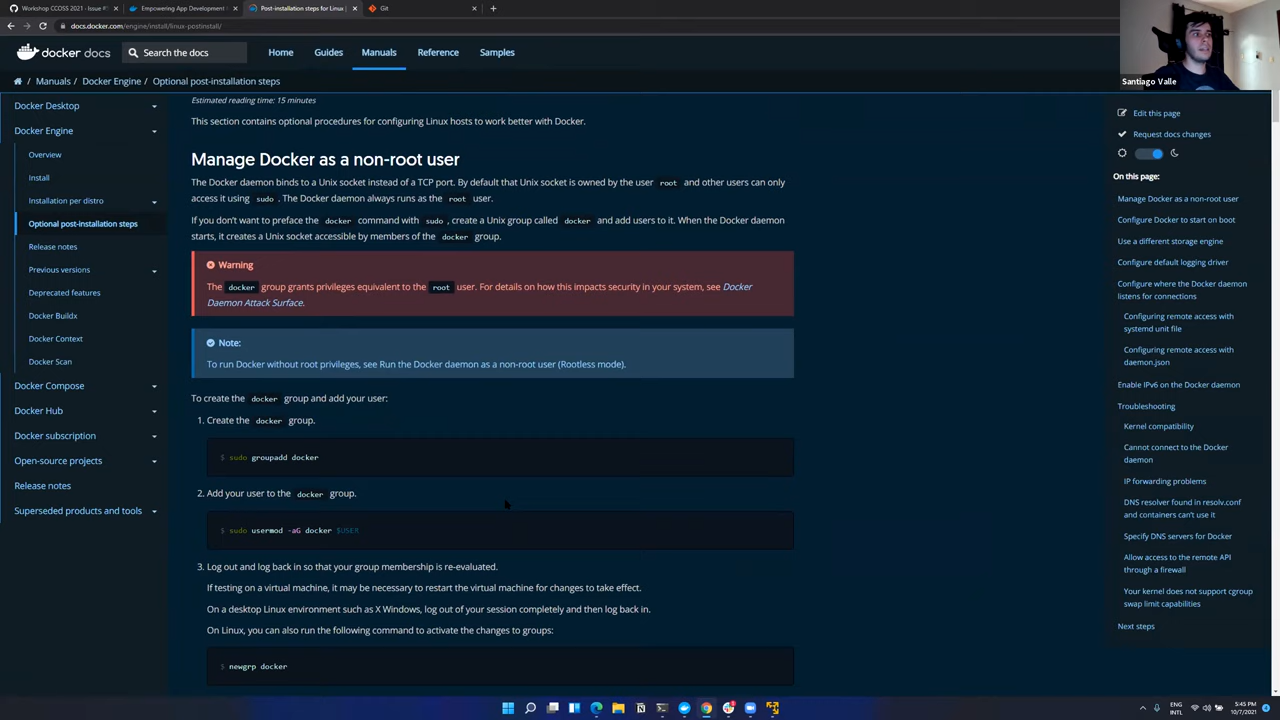 Workshop CCOSS 2021 - Issue #
Empowering App Development
Post-installation steps for Linux
Git
docs.docker.com/engine/install/linux-postinstall/
docker docs
Search the docs
Home
Guides
Manuals
Reference
Samples
Santiago Valle
Manuals / Docker Engine / Optional post-installation steps
Docker Desktop
Docker Engine
Overview
Install
Installation per distro
Optional post-installation steps
Release notes
Previous versions
Deprecated features
Docker Buildx
Docker Context
Docker Scan
Docker Compose
Docker Hub
Docker subscription
Open-source projects
Release notes
Superseded products and tools
Estimated reading time: 15 minutes
This section contains optional procedures for configuring Linux hosts to work better with Docker.
Manage Docker as a non-root user
The Docker daemon binds to a Unix socket instead of a TCP port. By default that Unix socket is owned by the user root and other users can only
access it using sudo . The Docker daemon always runs as the root user.
If you don't want to preface the docker command with sudo , create a Unix group called docker and add users to it. When the Docker daemon
starts, it creates a Unix socket accessible by members of the docker group.
Warning
The docker group grants privileges equivalent to the root user. For details on how this impacts security in your system, see Docker
Daemon Attack Surface.
Note:
To run Docker without root privileges, see Run the Docker daemon as a non-root user (Rootless mode).
To create the docker group and add your user:
1. Create the docker group.
$ sudo groupadd docker
2. Add your user to the docker group.
$ sudo usermod -aG docker $USER
3. Log out and log back in so that your group membership is re-evaluated.
If testing on a virtual machine, it may be necessary to restart the virtual machine for changes to take effect.
On a desktop Linux environment such as X Windows, log out of your session completely and then log back in.
On Linux, you can also run the following command to activate the changes to groups:
$ newgrp docker
Edit this page
Request docs changes
On this page:
Manage Docker as a non-root user
Configure Docker to start on boot
Use a different storage engine
Configure default logging driver
Configure where the Docker daemon
listens for connections
Configuring remote access with
systemd unit file
Configuring remote access with
daemon.json
Enable IPv6 on the Docker daemon
Troubleshooting
Kernel compatibility
Cannot connect to the Docker
daemon
IP forwarding problems
DNS resolver found in resolv.conf
and containers can't use it
Specify DNS servers for Docker
Allow access to the remote API
through a firewall
Your kernel does not support cgroup
swap limit capabilities
Next steps
ENG
INTL
5:45 PM
10/7/2021